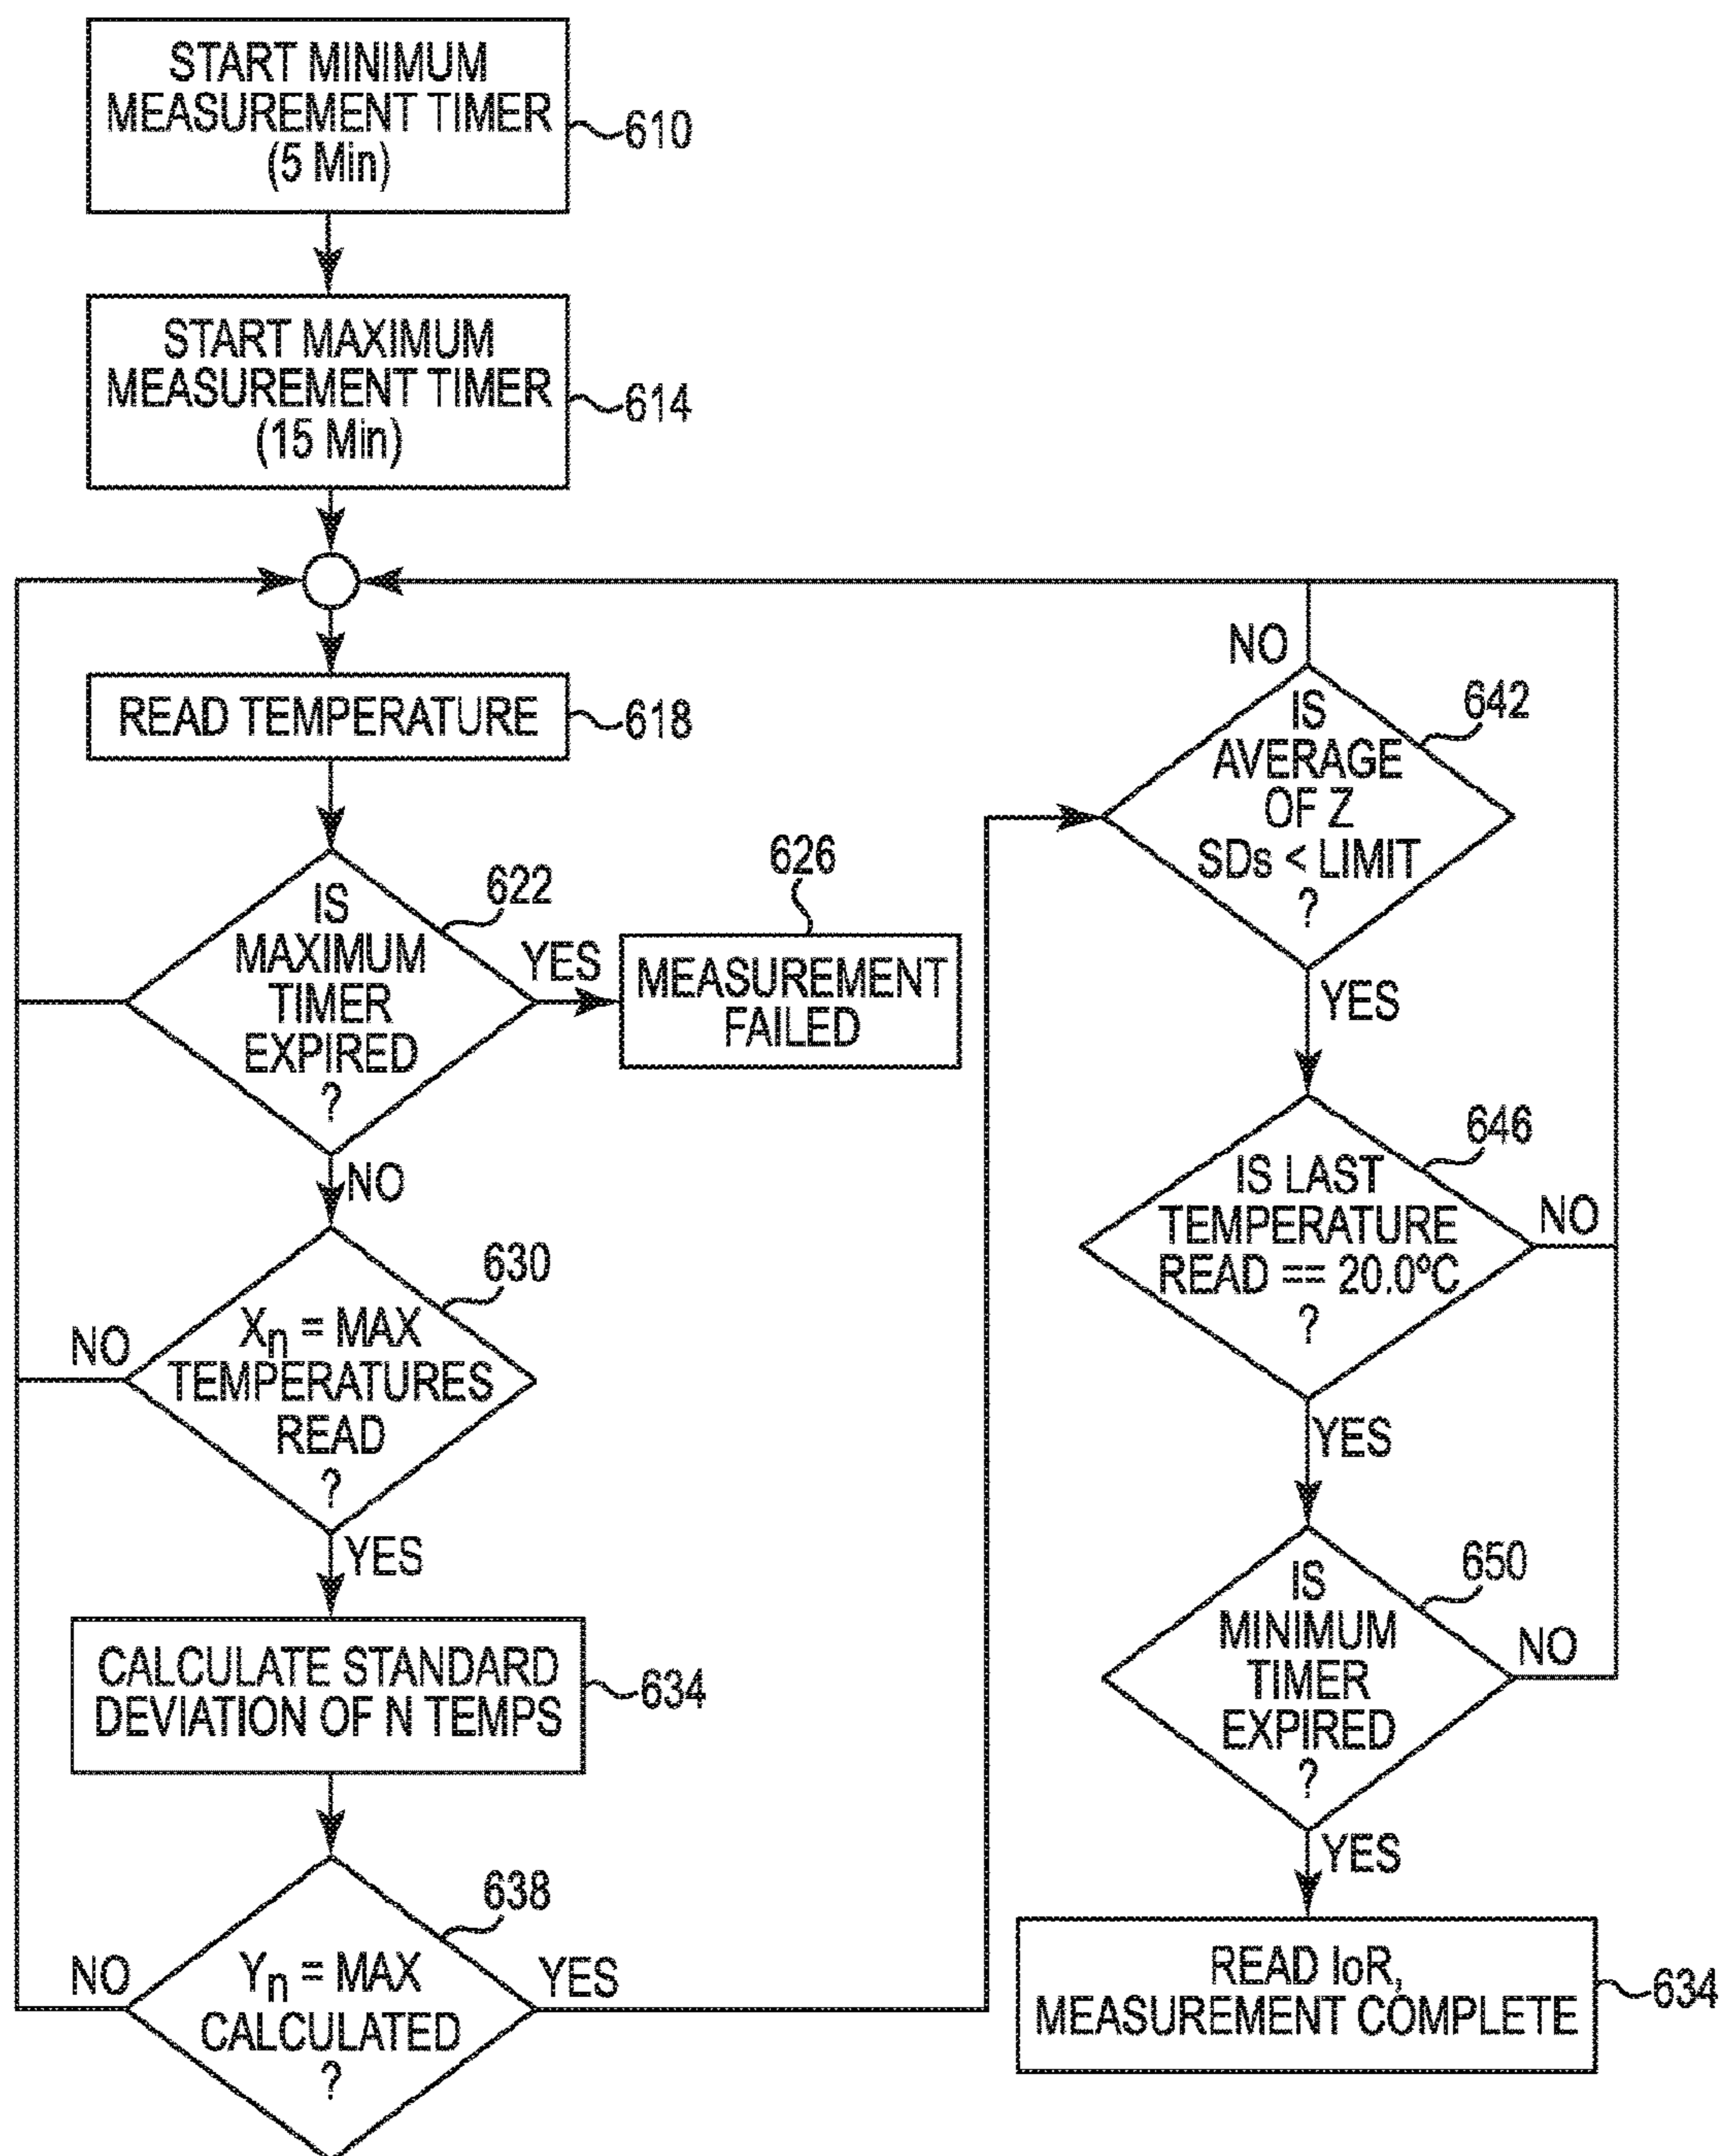 START MINIMUM
MEASUREMENT TIMER
(5 Min)
610
START MAXIMUM
MEASUREMENT TIMER
(15 Min)
614
READ TEMPERATURE
618
IS
MAXIMUM
TIMER
EXPIRED
?
622
YES
626
MEASUREMENT
FAILED
NO
630
Xn = MAX
TEMPERATURES
READ
?
NO
YES
CALCULATE STANDARD
DEVIATION OF N TEMPS
634
638
Yn = MAX
CALCULATED
?
NO
YES
NO
642
IS
AVERAGE
OF Z
SDs < LIMIT
?
YES
646
IS LAST
TEMPERATURE
READ == 20.0ºC
?
NO
YES
650
IS
MINIMUM
TIMER
EXPIRED
?
NO
YES
READ IoR,
MEASUREMENT COMPLETE
634